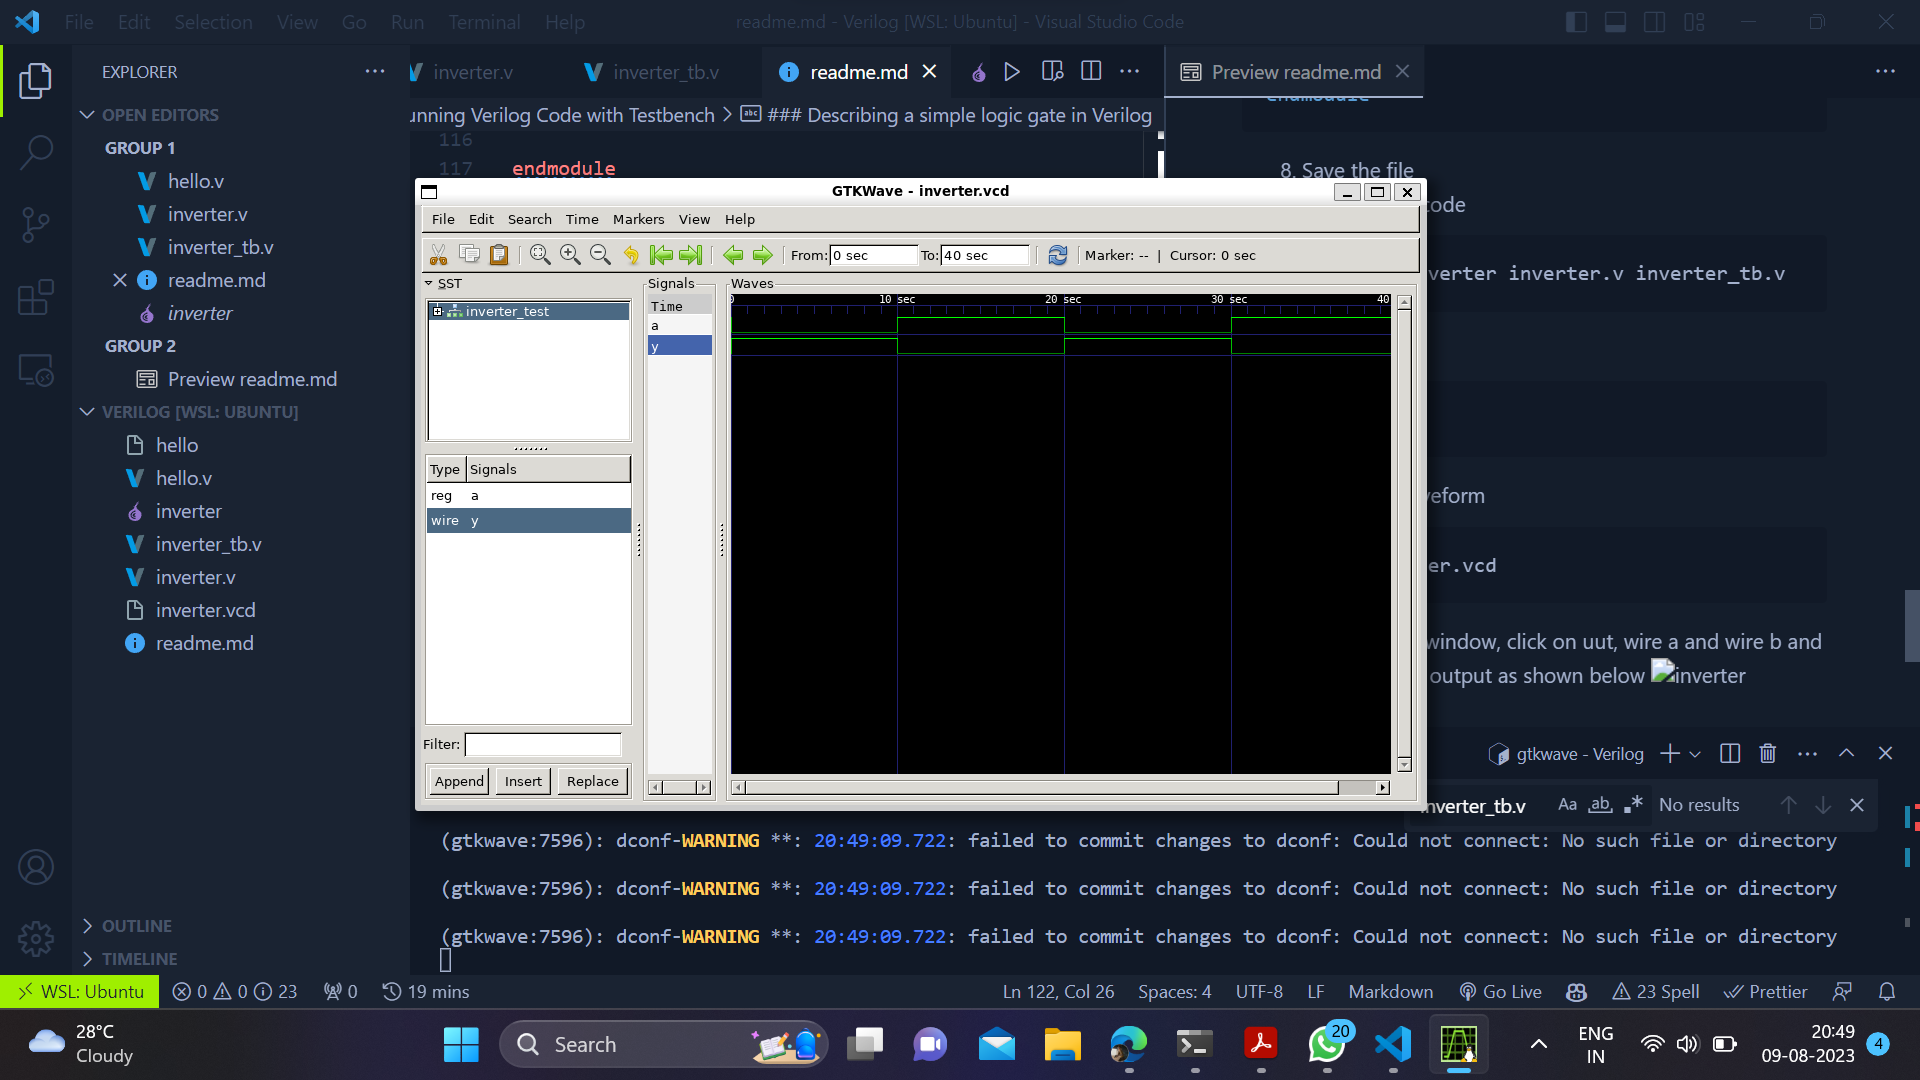 File Edit Selection View Go Run Terminal Help
readme.md - Verilog [WSL: Ubuntu] - Visual Studio Code
EXPLORER
OPEN EDITORS
GROUP 1
hello.v
inverter.v
inverter_tb.v
readme.md
inverter
GROUP 2
Preview readme.md
VERILOG [WSL: UBUNTU]
hello
hello.v
inverter
inverter_tb.v
inverter.v
inverter.vcd
readme.md
OUTLINE
TIMELINE
inverter.v
inverter_tb.v
readme.md
Preview readme.md
unning Verilog Code with Testbench > ### Describing a simple logic gate in Verilog
116
117 endmodule
endmodule
8. Save the file
ode
verter inverter.v inverter_tb.v
veform
er.vcd
window, click on uut, wire a and wire b and
output as shown below inverter
GTKWave - inverter.vcd
File Edit Search Time Markers View Help
From: 0 sec To: 40 sec Marker: -- | Cursor: 0 sec
SST
inverter_test
Type Signals
reg a
wire y
Filter:
Append Insert Replace
Signals
Time
a
y
Waves
0 10 sec 20 sec 30 sec 40
gtkwave - Verilog
nverter_tb.v Aa ab No results
(gtkwave:7596): dconf-WARNING **: 20:49:09.722: failed to commit changes to dconf: Could not connect: No such file or directory
(gtkwave:7596): dconf-WARNING **: 20:49:09.722: failed to commit changes to dconf: Could not connect: No such file or directory
(gtkwave:7596): dconf-WARNING **: 20:49:09.722: failed to commit changes to dconf: Could not connect: No such file or directory
WSL: Ubuntu 0 0 23 0 19 mins Ln 122, Col 26 Spaces: 4 UTF-8 LF Markdown Go Live 23 Spell Prettier
28°C
Cloudy
Search
20
ENG
IN
20:49
09-08-2023
4